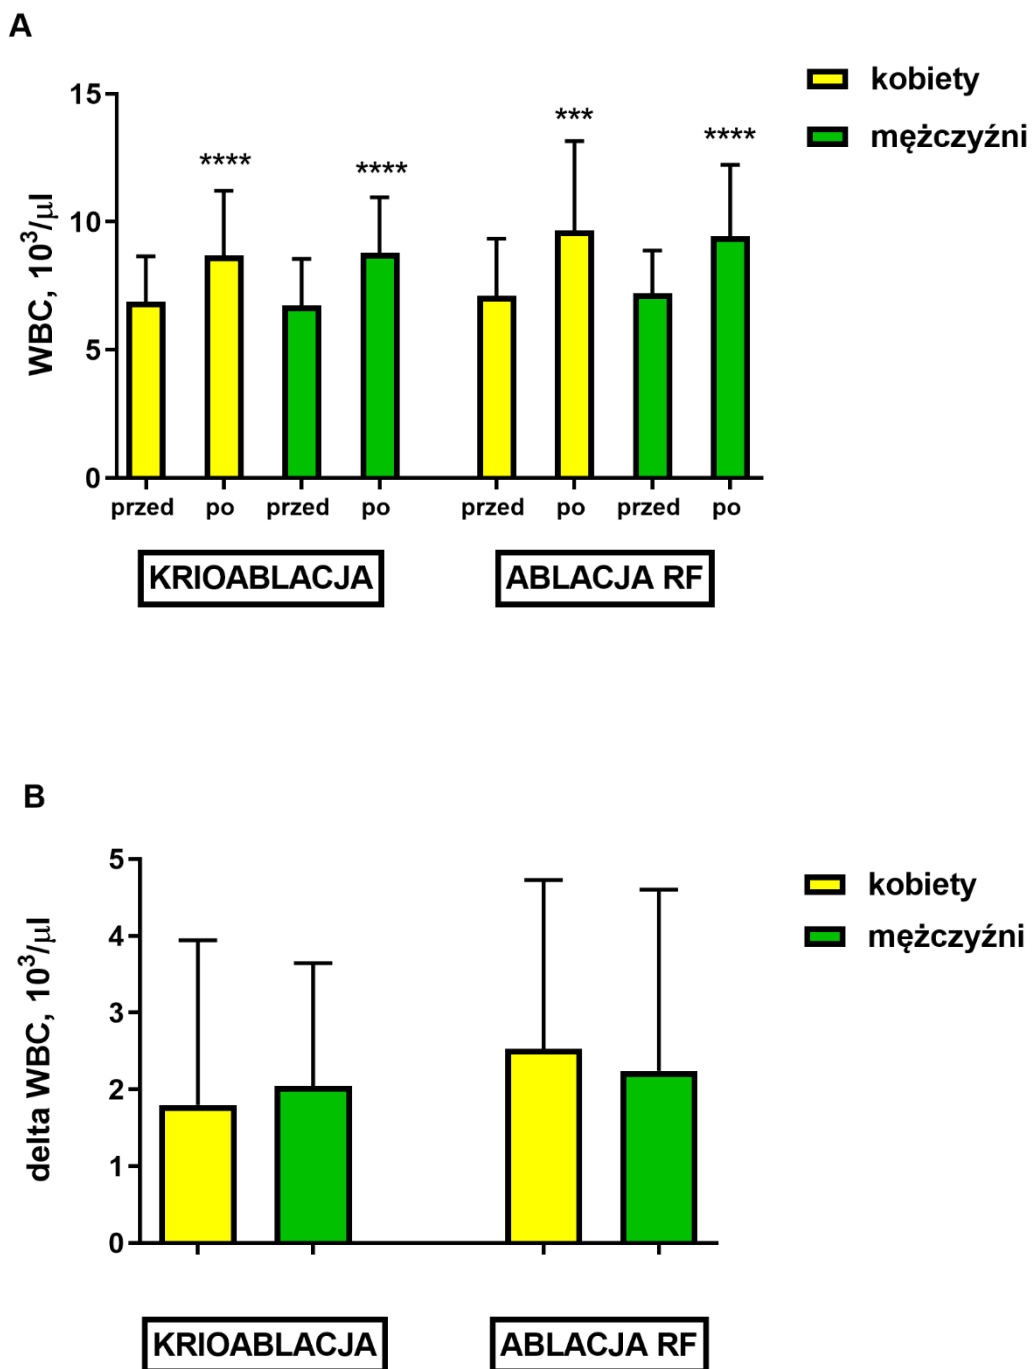 A
kobiety
mężczyźni
WBC, 10³/µl
15
10
5
0
**** **** *** ****
przed po przed po przed po przed po
KRIOABLACJA ABLACJA RF
B
kobiety
mężczyźni
delta WBC, 10³/µl
5
4
3
2
1
0
KRIOABLACJA ABLACJA RF